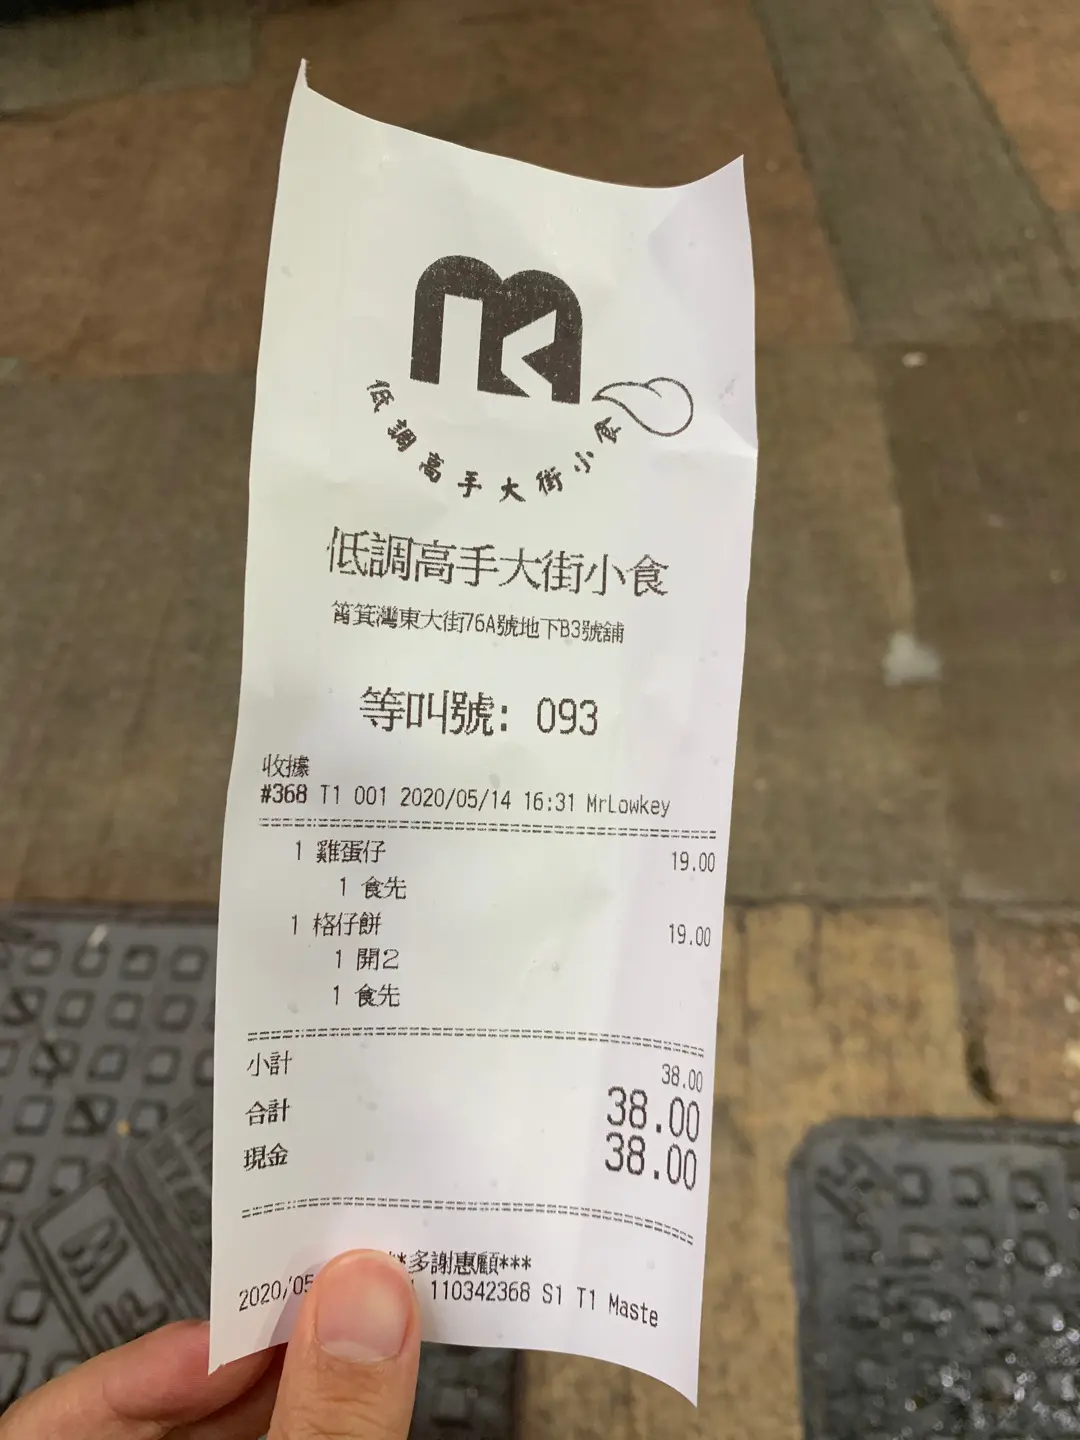 低調高手大街小食
低調高手大街小食
筲箕灣東大街76A號地下B3號舖
等叫號: 093
收據
#368 T1 001 2020/05/14 16:31 MrLowkey
1 雞蛋仔 19.00
1 食先
1 格仔餅 19.00
1 開2
1 食先
小計 38.00
合計 38.00
現金 38.00
*多謝惠顧***
2020/05 110342368 S1 T1 Maste